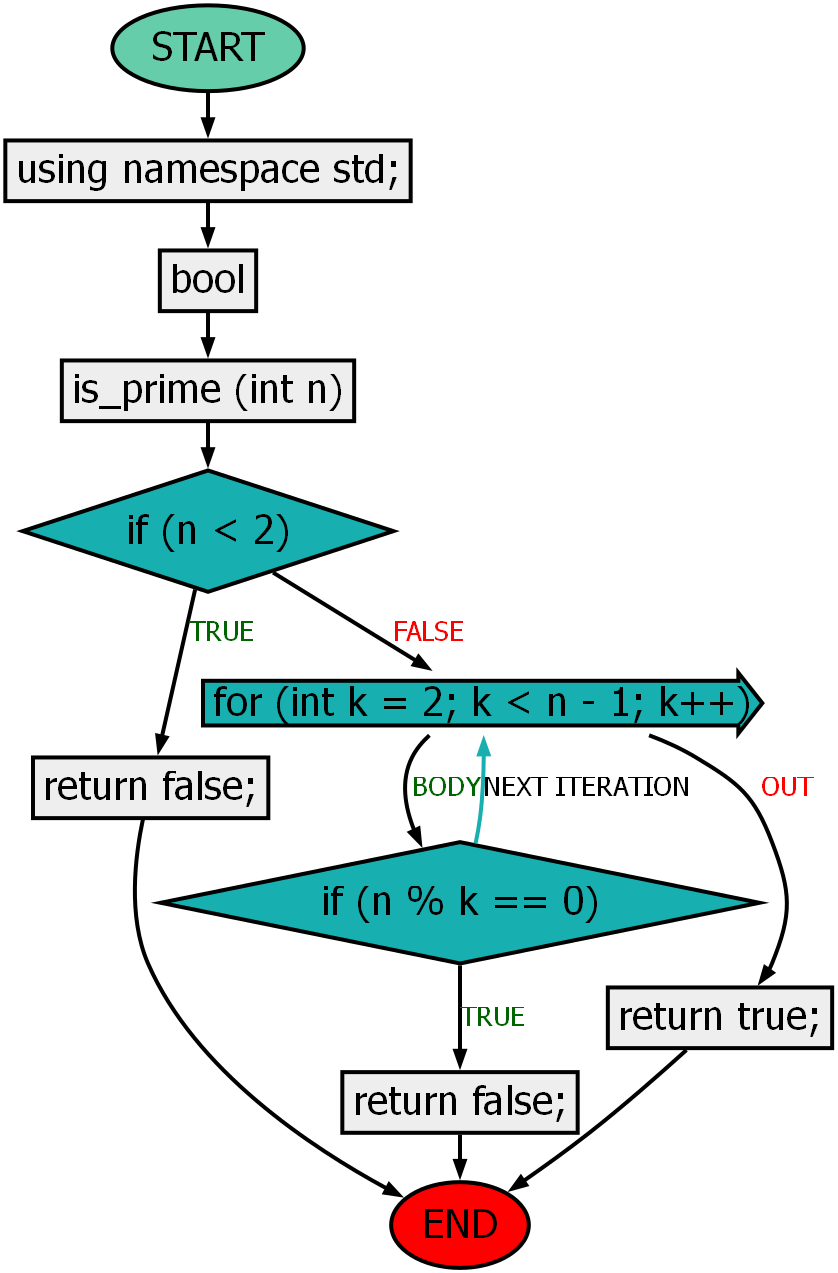 START
using namespace std;
bool
is_prime (int n)
if (n < 2)
TRUE
FALSE
for (int k = 2; k < n - 1; k++)
return false;
BODY
NEXT ITERATION
OUT
if (n % k == 0)
TRUE
return true;
return false;
END